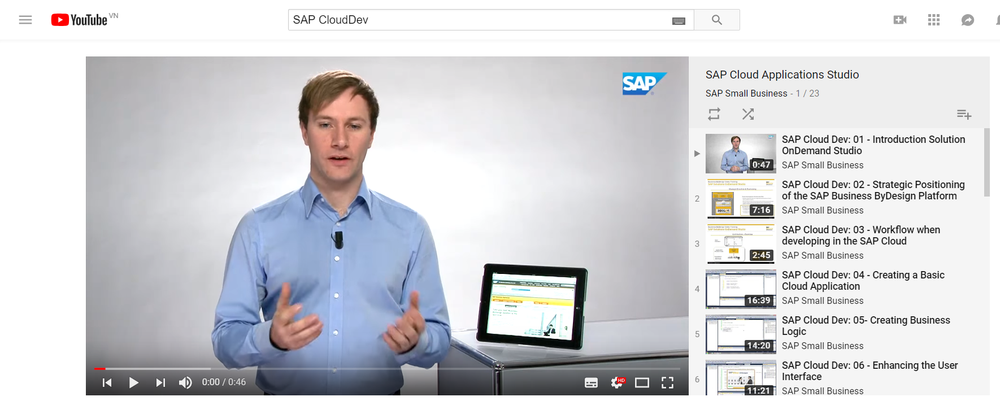 YouTube VN
SAP CloudDev
SAP
0:00 / 0:46
HD
SAP Cloud Applications Studio
SAP Small Business - 1 / 23
SAP Cloud Dev: 01 - Introduction Solution
OnDemand Studio
SAP Small Business
0:47
2
SAP Cloud Dev: 02 - Strategic Positioning
of the SAP Business ByDesign Platform
SAP Small Business
7:16
3
SAP Cloud Dev: 03 - Workflow when
developing in the SAP Cloud
SAP Small Business
2:45
4
SAP Cloud Dev: 04 - Creating a Basic
Cloud Application
SAP Small Business
16:39
5
SAP Cloud Dev: 05- Creating Business
Logic
SAP Small Business
14:20
6
SAP Cloud Dev: 06 - Enhancing the User
Interface
SAP Small Business
11:21